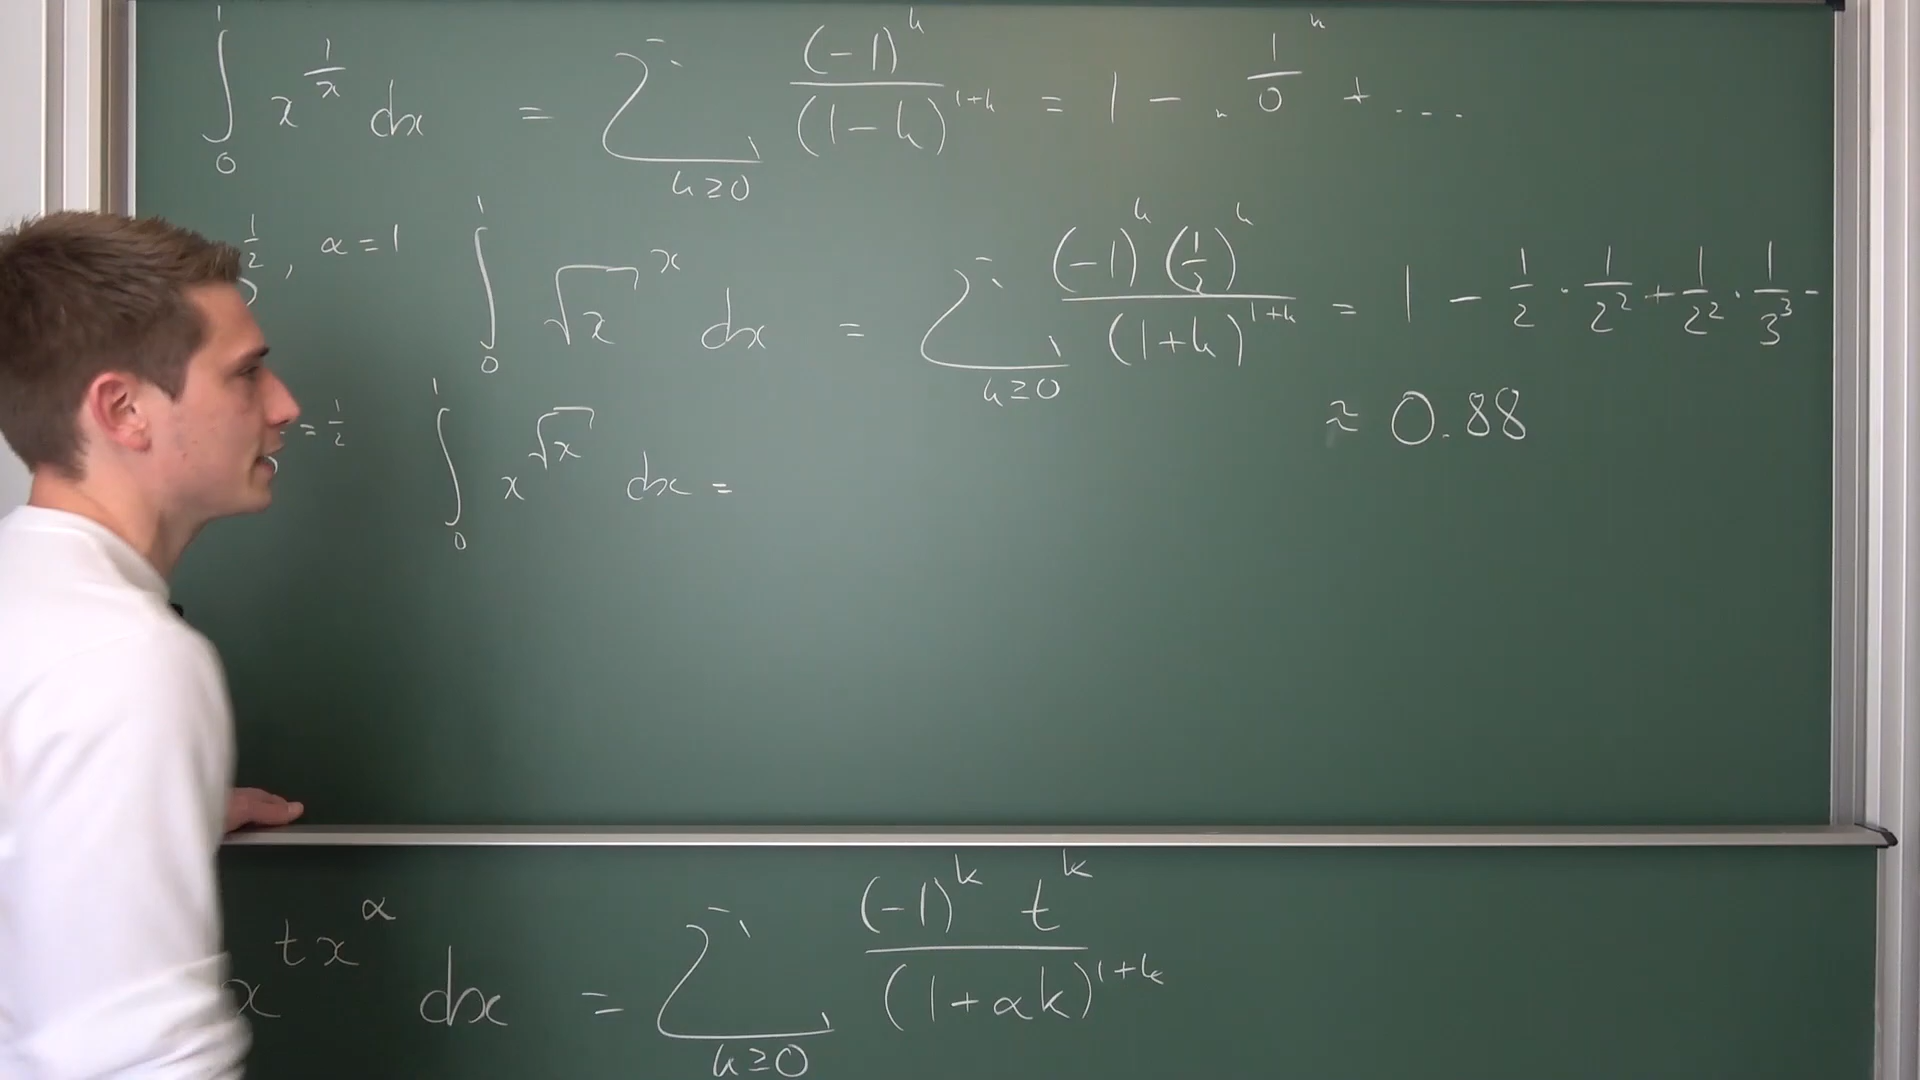 ∫₀¹ x^(1/x) dx = Σ_(k≥0) (-1)^k / (1-k)^(1+k) = 1 - " 1/0 " + ....
1/2 , α = 1 ∫₀¹ √x^x dx = Σ_(k≥0) (-1)^k (1/2)^k / (1+k)^(1+k) = 1 - 1/2 · 1/2² + 1/2² · 1/3³ -
≈ 0.88
= 1/2 ∫₀¹ x^√x dx =
x^(t x^α) dx = Σ_(k≥0) (-1)^k t^k / (1+αk)^(1+k)